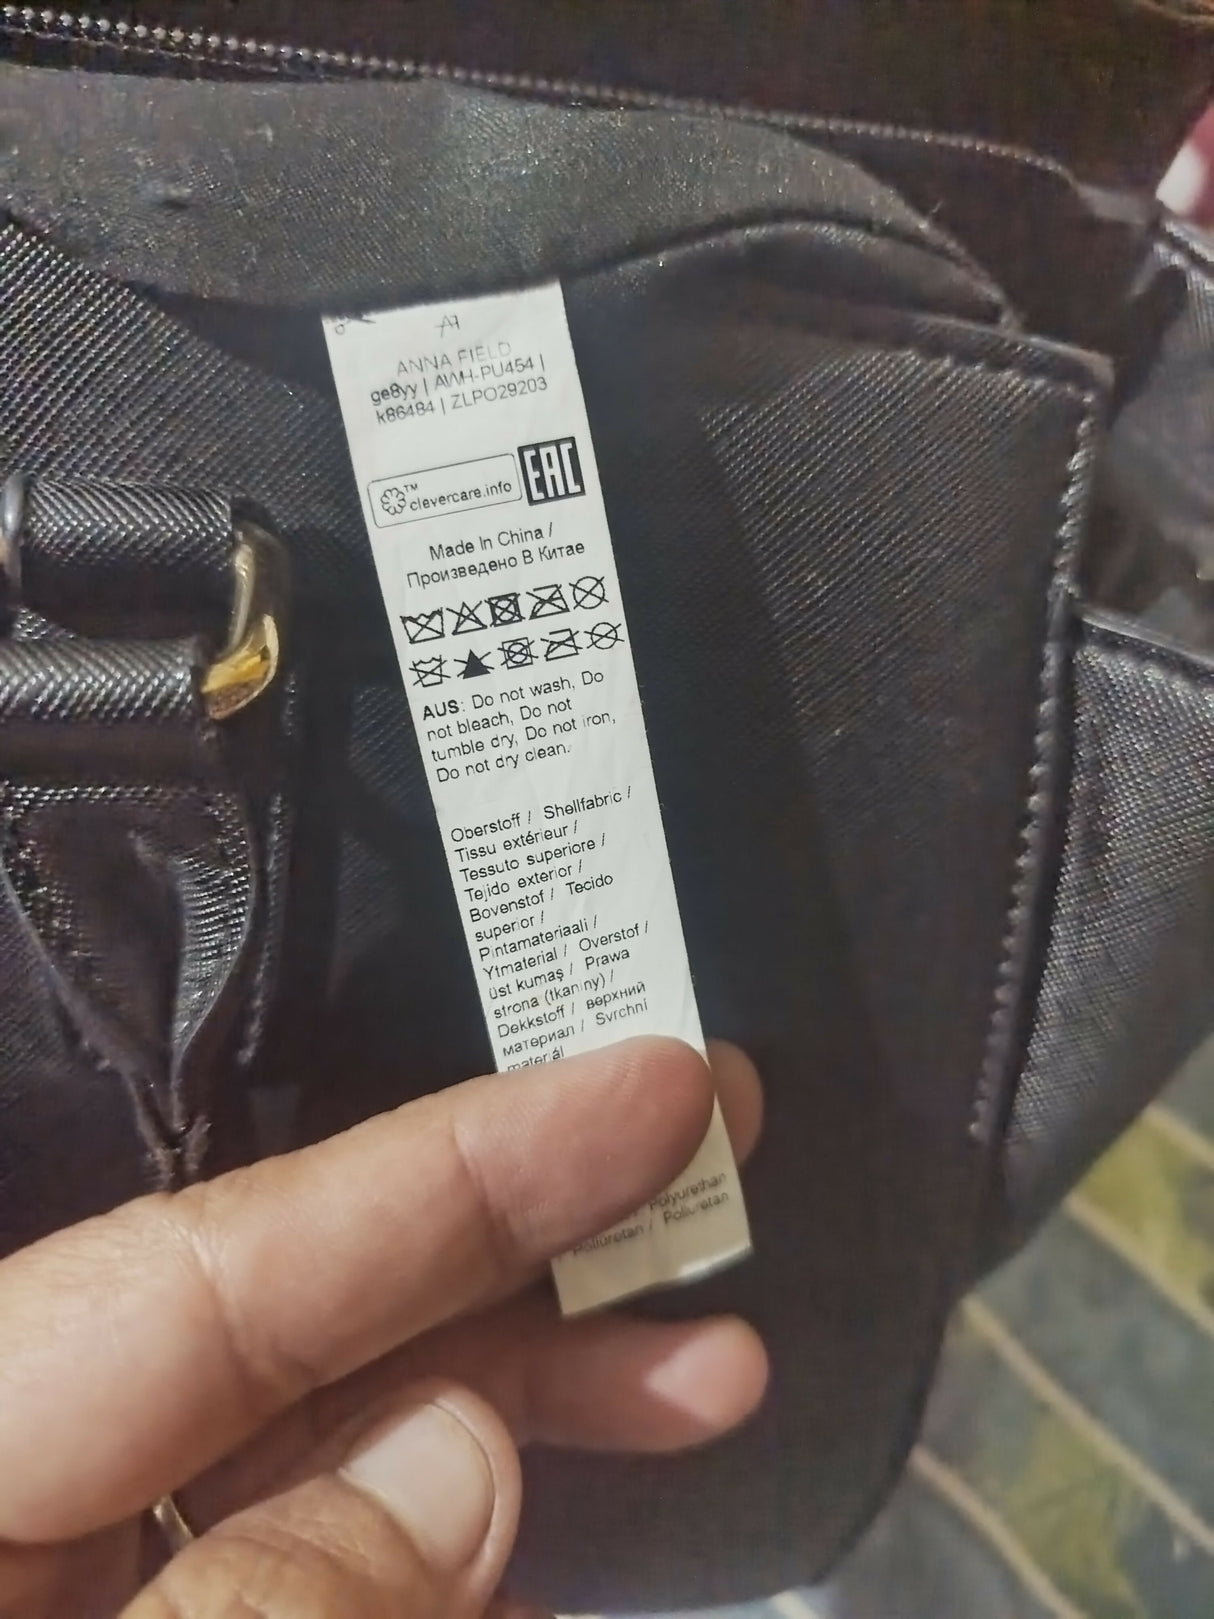 ANNA FIELD
ge8yy | AWH-PU454 |
k86484 | ZLPO29203
™
clevercare.info
EAC
Made In China /
Произведено В Китае
AUS: Do not wash, Do
not bleach, Do not
tumble dry, Do not iron,
Do not dry clean.
Oberstoff / Shellfabric /
Tissu extérieur /
Tessuto superiore /
Tejido exterior /
Bovenstof / Tecido
superior /
Pintamateriaali /
Ytmaterial / Overstof /
üst kumaş / Prawa
strona (tkaniny) /
Dekkstoff / верхний
материал / Svrchní
materiál
/ Polyurethan
Poliüretan / Poliuretan